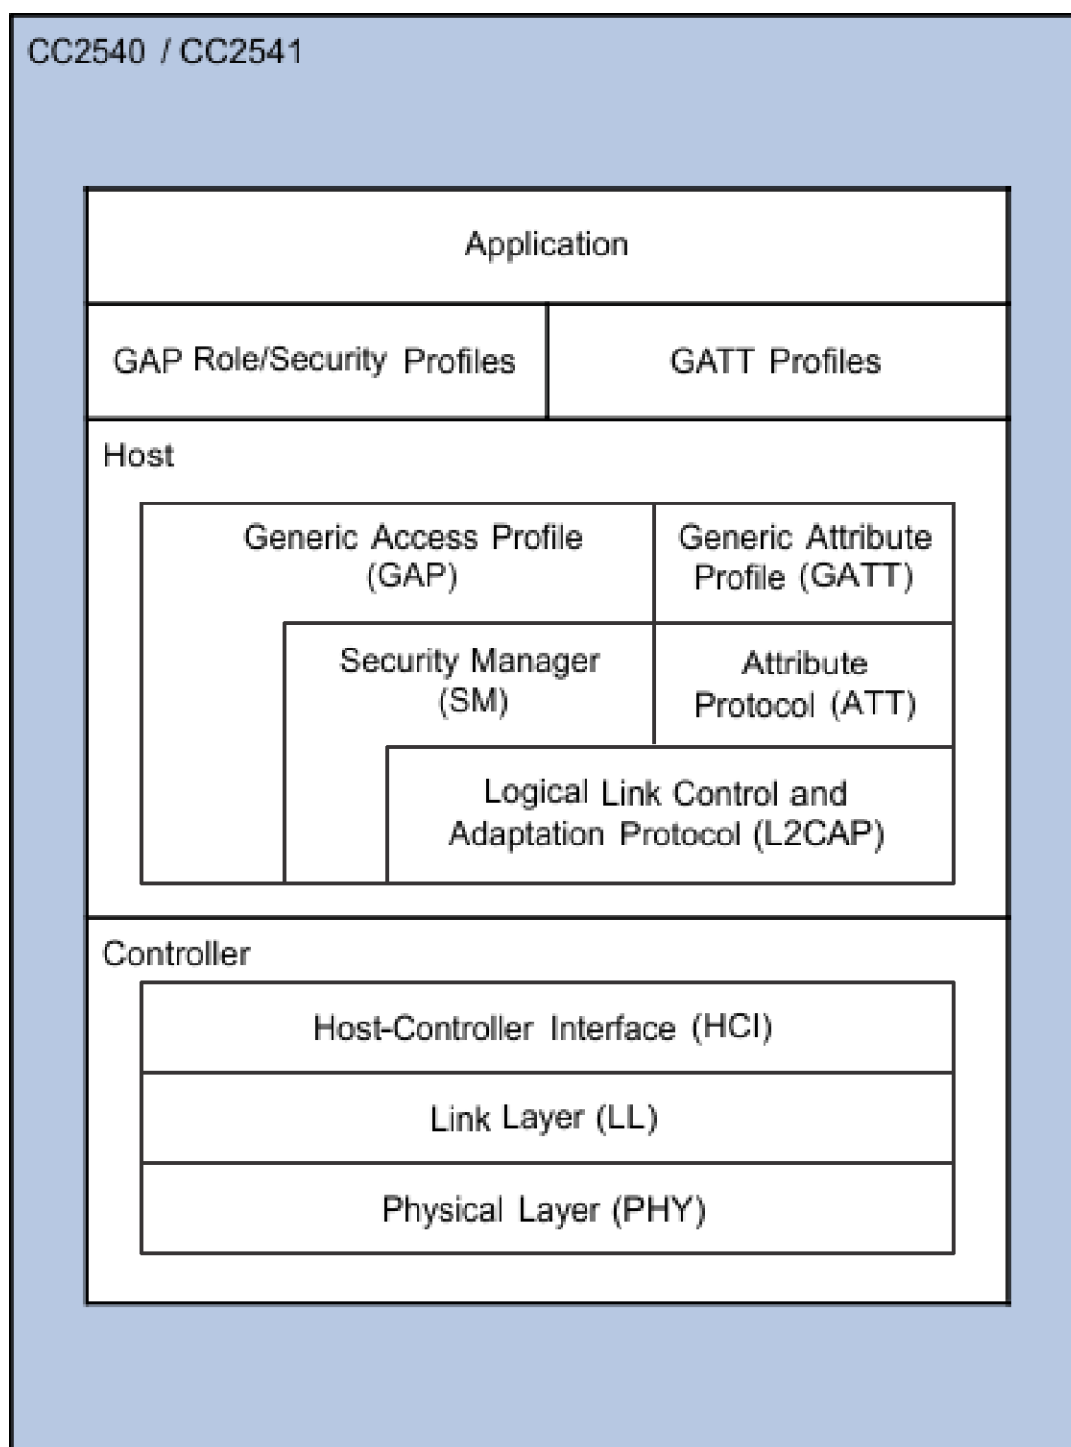 CC2540 / CC2541
Application
GAP Role/Security Profiles
GATT Profiles
Host
Generic Access Profile
(GAP)
Generic Attribute
Profile (GATT)
Security Manager
(SM)
Attribute
Protocol (ATT)
Logical Link Control and
Adaptation Protocol (L2CAP)
Controller
Host-Controller Interface (HCI)
Link Layer (LL)
Physical Layer (PHY)